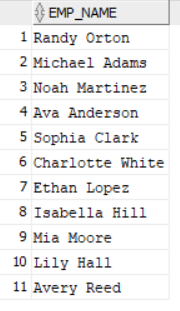 EMP_NAME
1 Randy Orton
2 Michael Adams
3 Noah Martinez
4 Ava Anderson
5 Sophia Clark
6 Charlotte White
7 Ethan Lopez
8 Isabella Hill
9 Mia Moore
10 Lily Hall
11 Avery Reed